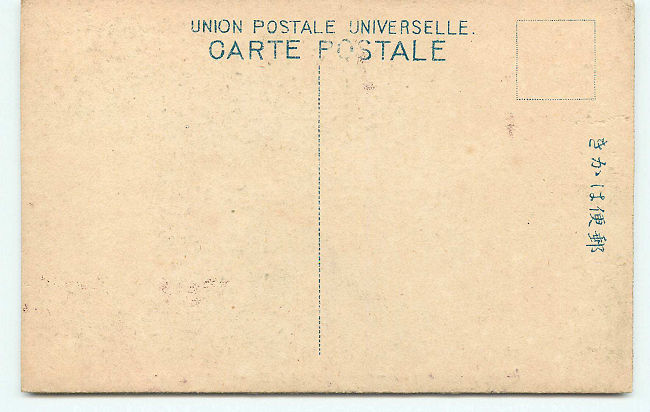 UNION POSTALE UNIVERSELLE.
CARTE POSTALE
郵便はかき